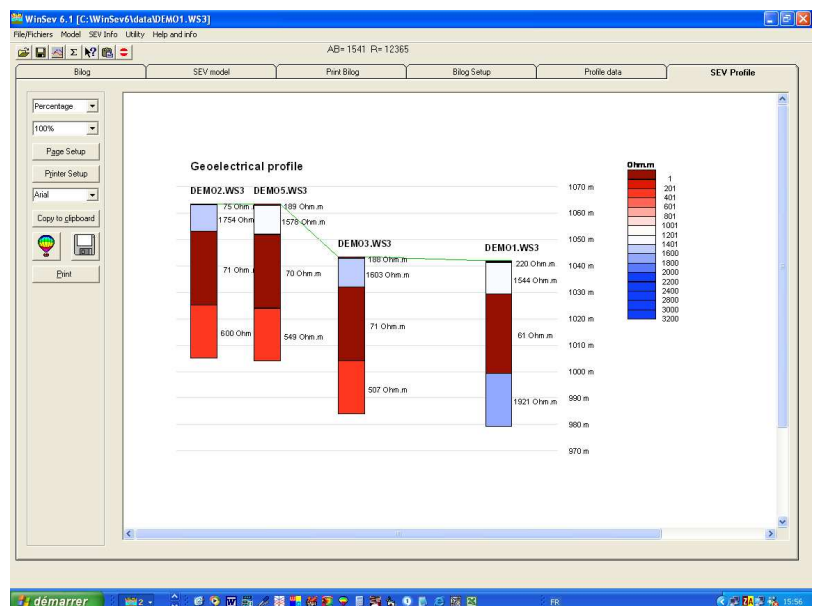 WinSev 6.1 [C:\WinSev6\data\DEMO1.WS3]
File/Fichiers Model SEV Info Utility Help and info
AB= 1541 R= 12365
Bilog SEV model Print Bilog Bilog Setup Profile data SEV Profile
Percentage
100%
Page Setup
Printer Setup
Arial
Copy to clipboard
Print
Geoelectrical profile
DEMO2.WS3 DEMO5.WS3
75 Ohm.
1754 Ohm
71 Ohm.
600 Ohm
189 Ohm.m
1578 Ohm.m
70 Ohm.m
549 Ohm.m
DEMO3.WS3
188 Ohm.m
1603 Ohm.m
71 Ohm.m
507 Ohm.m
DEMO1.WS3
220 Ohm.m
1544 Ohm.m
61 Ohm.m
1921 Ohm.m
1070 m
1060 m
1050 m
1040 m
1030 m
1020 m
1010 m
1000 m
990 m
980 m
970 m
Ohm.m
1
201
401
601
801
1001
1201
1401
1600
1800
2000
2200
2400
2800
3000
3200
démarrer
2
FR
15:56